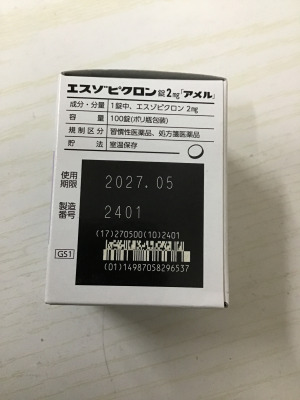 エスゾピクロン錠2mg「アメル」
成分・分量 1錠中、エスゾピクロン 2mg
容量 100錠(ポリ瓶包装)
規制区分 習慣性医薬品、処方箋医薬品
貯法 室温保存
使用期限 2027.05
製造番号 2401
(17)270500(10)2401
GS1
(01)14987058296537